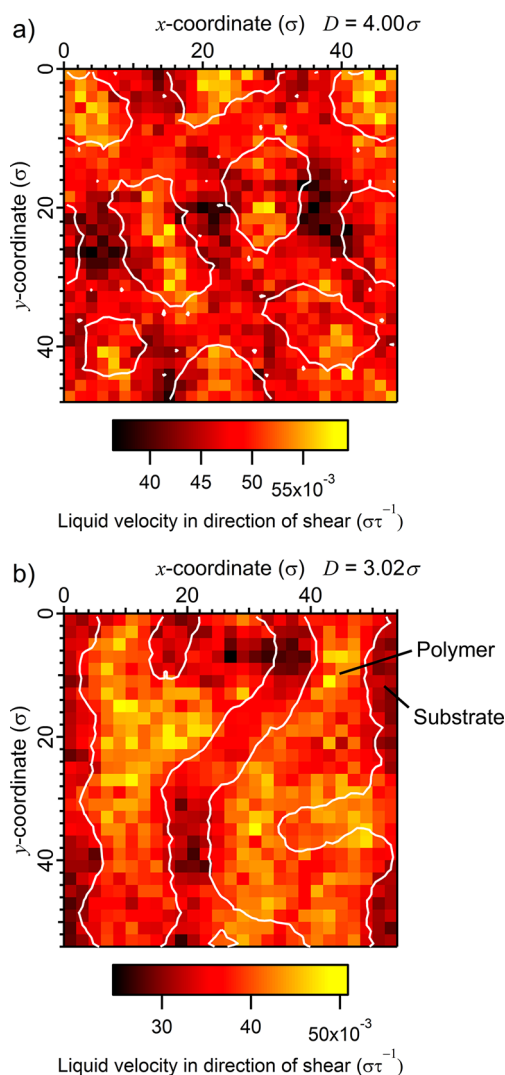 a)
x-coordinate (σ) D = 4.00σ
0 20 40
y-coordinate (σ)
0
20
40
40 45 50 55x10⁻³
Liquid velocity in direction of shear (στ⁻¹)
b)
x-coordinate (σ) D = 3.02σ
0 20 40
y-coordinate (σ)
0
20
40
Polymer
Substrate
30 40 50x10⁻³
Liquid velocity in direction of shear (στ⁻¹)